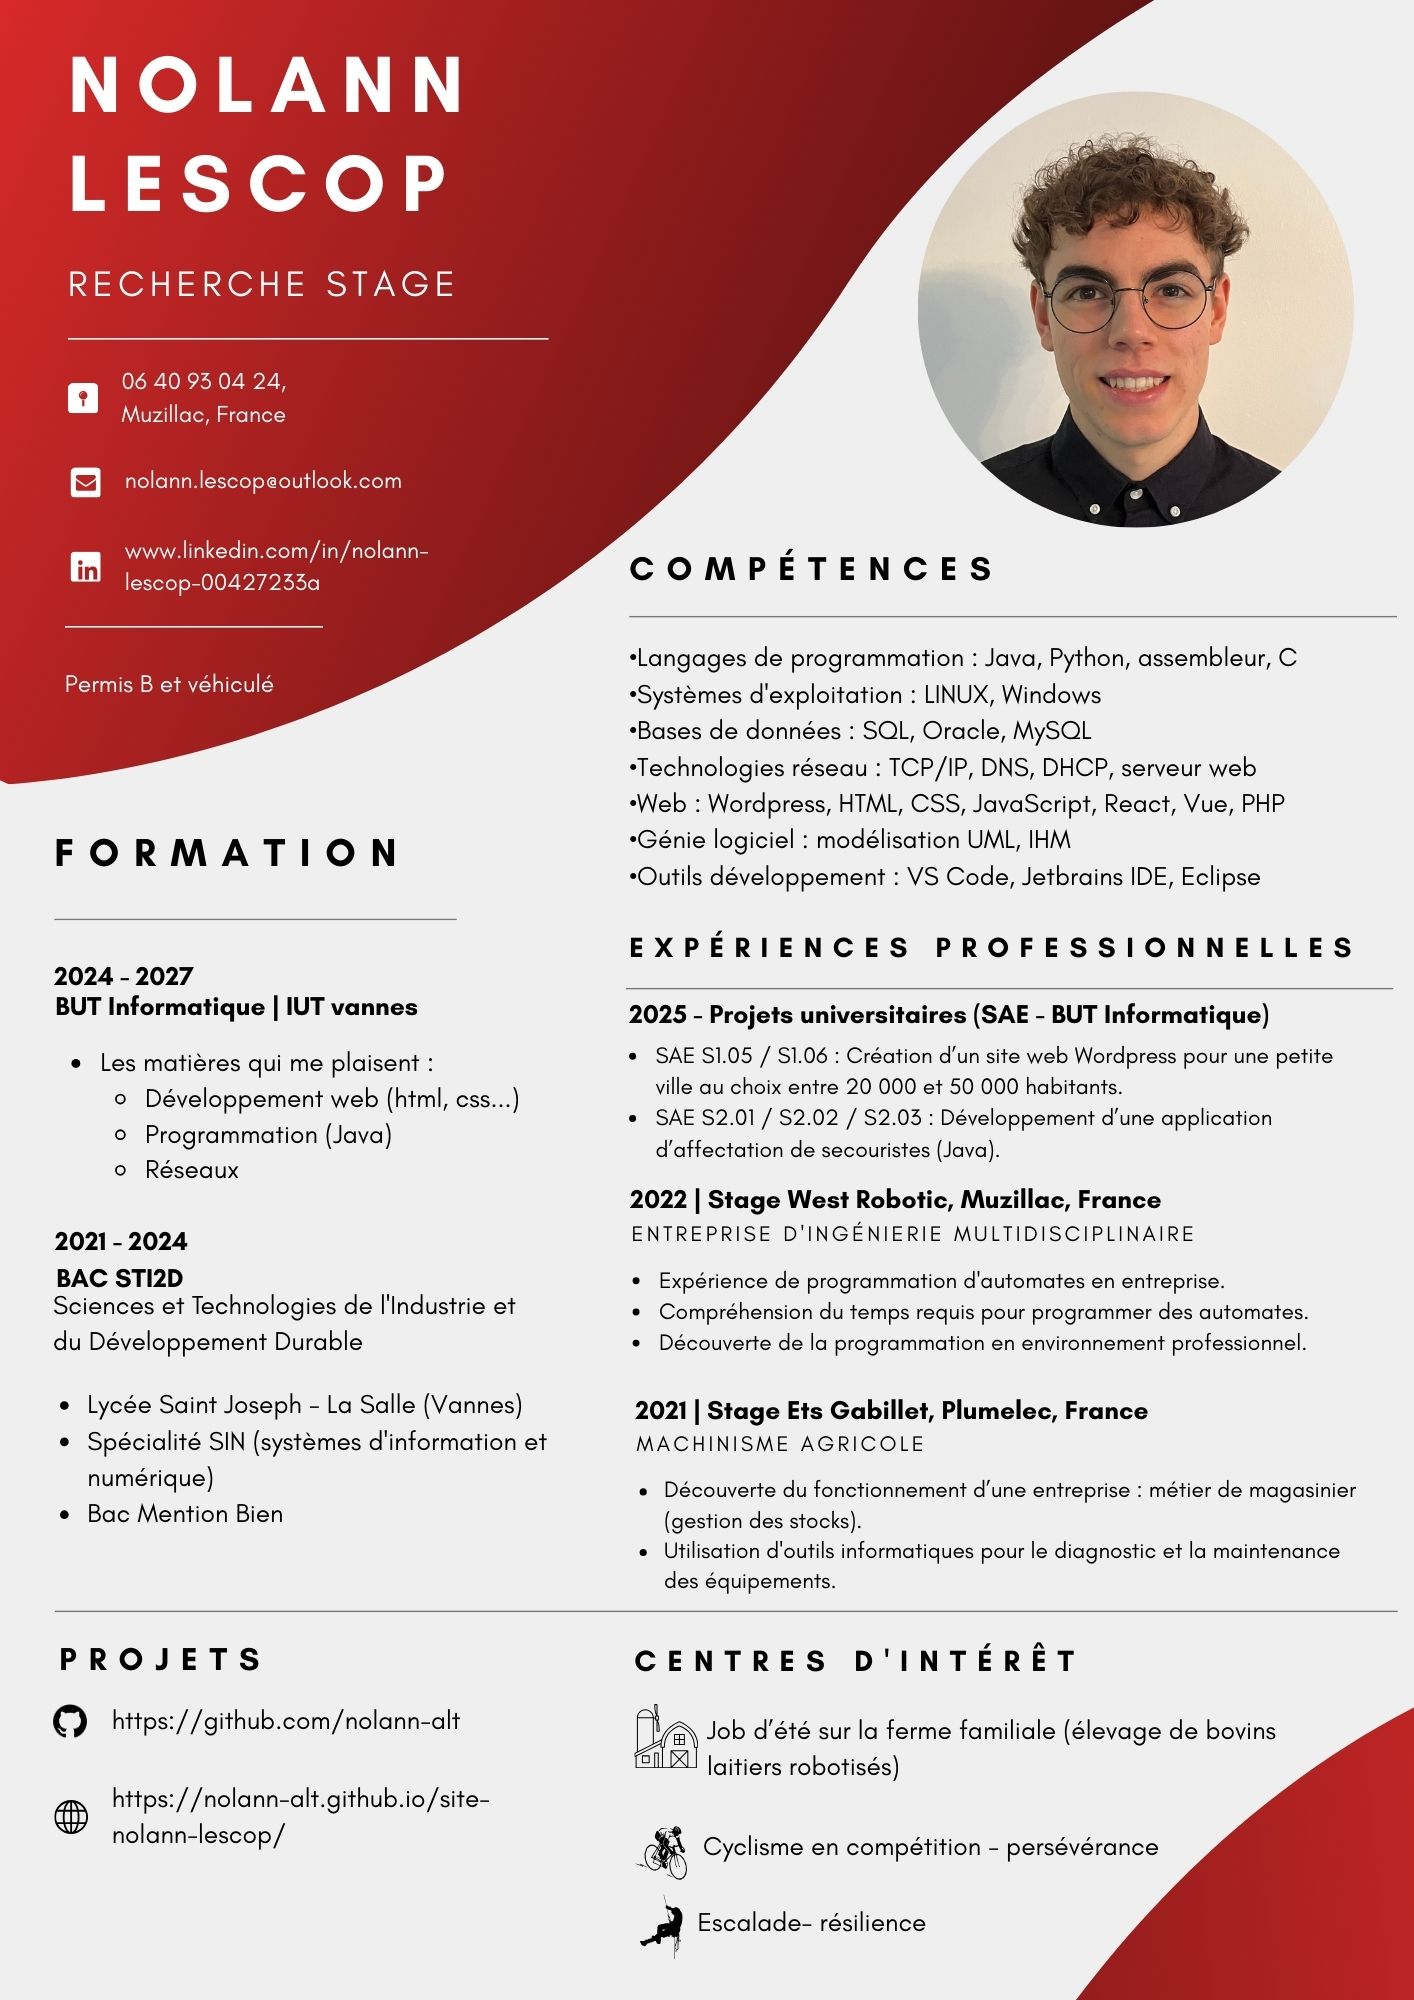 NOLANN
LESCOP
RECHERCHE STAGE
06 40 93 04 24,
Muzillac, France
nolann.lescop@outlook.com
www.linkedin.com/in/nolann-
lescop-00427233a
Permis B et véhiculé
FORMATION
2024 - 2027
BUT Informatique | IUT vannes
• Les matières qui me plaisent :
○ Développement web (html, css...)
○ Programmation (Java)
○ Réseaux
2021 - 2024
BAC STI2D
Sciences et Technologies de l'Industrie et
du Développement Durable
• Lycée Saint Joseph - La Salle (Vannes)
• Spécialité SIN (systèmes d'information et
numérique)
• Bac Mention Bien
COMPÉTENCES
•Langages de programmation : Java, Python, assembleur, C
•Systèmes d'exploitation : LINUX, Windows
•Bases de données : SQL, Oracle, MySQL
•Technologies réseau : TCP/IP, DNS, DHCP, serveur web
•Web : Wordpress, HTML, CSS, JavaScript, React, Vue, PHP
•Génie logiciel : modélisation UML, IHM
•Outils développement : VS Code, Jetbrains IDE, Eclipse
EXPÉRIENCES PROFESSIONNELLES
2025 - Projets universitaires (SAE - BUT Informatique)
• SAE S1.05 / S1.06 : Création d’un site web Wordpress pour une petite
ville au choix entre 20 000 et 50 000 habitants.
• SAE S2.01 / S2.02 / S2.03 : Développement d’une application
d’affectation de secouristes (Java).
2022 | Stage West Robotic, Muzillac, France
ENTREPRISE D'INGÉNIERIE MULTIDISCIPLINAIRE
• Expérience de programmation d'automates en entreprise.
• Compréhension du temps requis pour programmer des automates.
• Découverte de la programmation en environnement professionnel.
2021 | Stage Ets Gabillet, Plumelec, France
MACHINISME AGRICOLE
• Découverte du fonctionnement d’une entreprise : métier de magasinier
(gestion des stocks).
• Utilisation d'outils informatiques pour le diagnostic et la maintenance
des équipements.
PROJETS
https://github.com/nolann-alt
https://nolann-alt.github.io/site-
nolann-lescop/
CENTRES D'INTÉRÊT
Job d’été sur la ferme familiale (élevage de bovins
laitiers robotisés)
Cyclisme en compétition - persévérance
Escalade- résilience